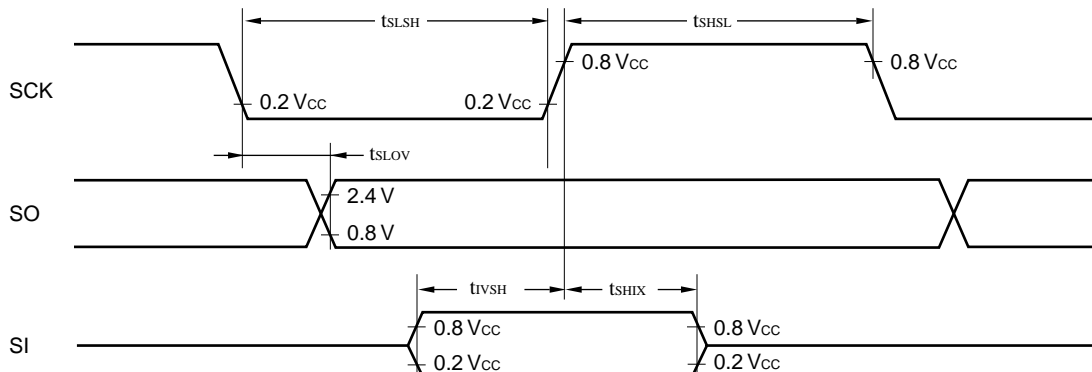 tSLSH tSHSL
SCK
0.8 VCC 0.8 VCC
0.2 VCC 0.2 VCC
tSLOV
SO
2.4 V
0.8 V
tIVSH tSHIX
SI
0.8 VCC 0.8 VCC
0.2 VCC 0.2 VCC